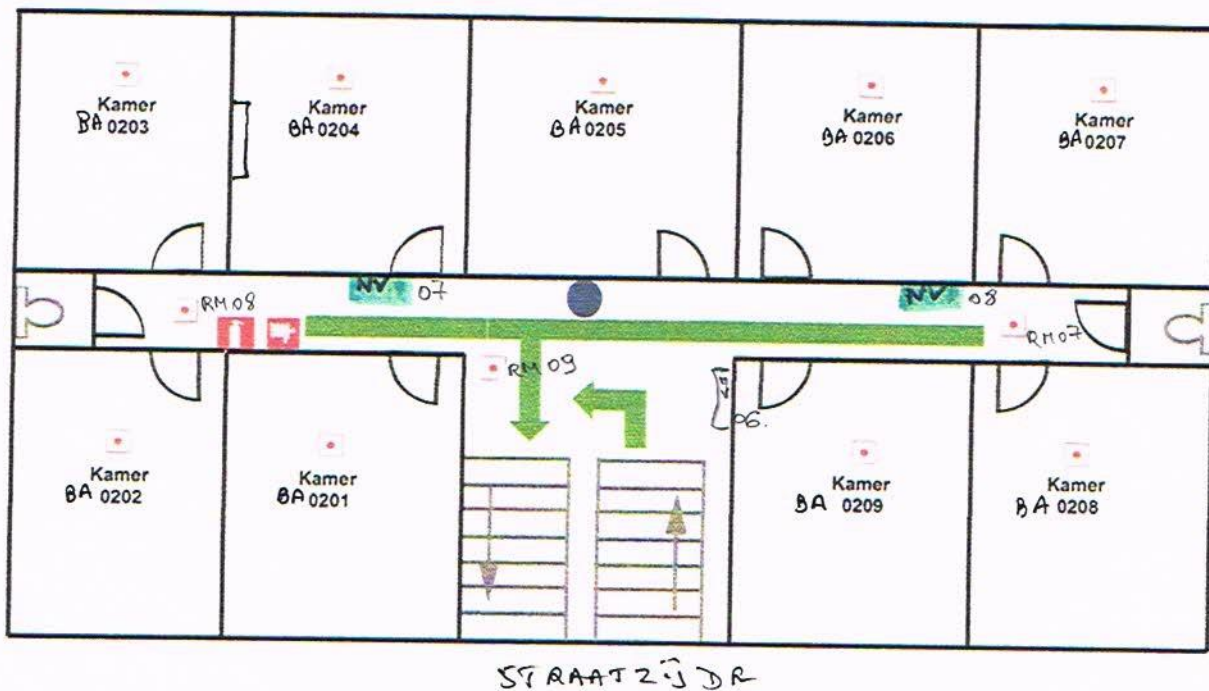 Kamer
BA 0203
Kamer
BA 0204
Kamer
BA 0205
Kamer
BA 0206
Kamer
BA 0207
NV 07
NV 08
RM 08
RM 07
RM 09
06.
Kamer
BA 0202
Kamer
BA 0201
Kamer
BA 0209
Kamer
BA 0208
STRAATZIJDE